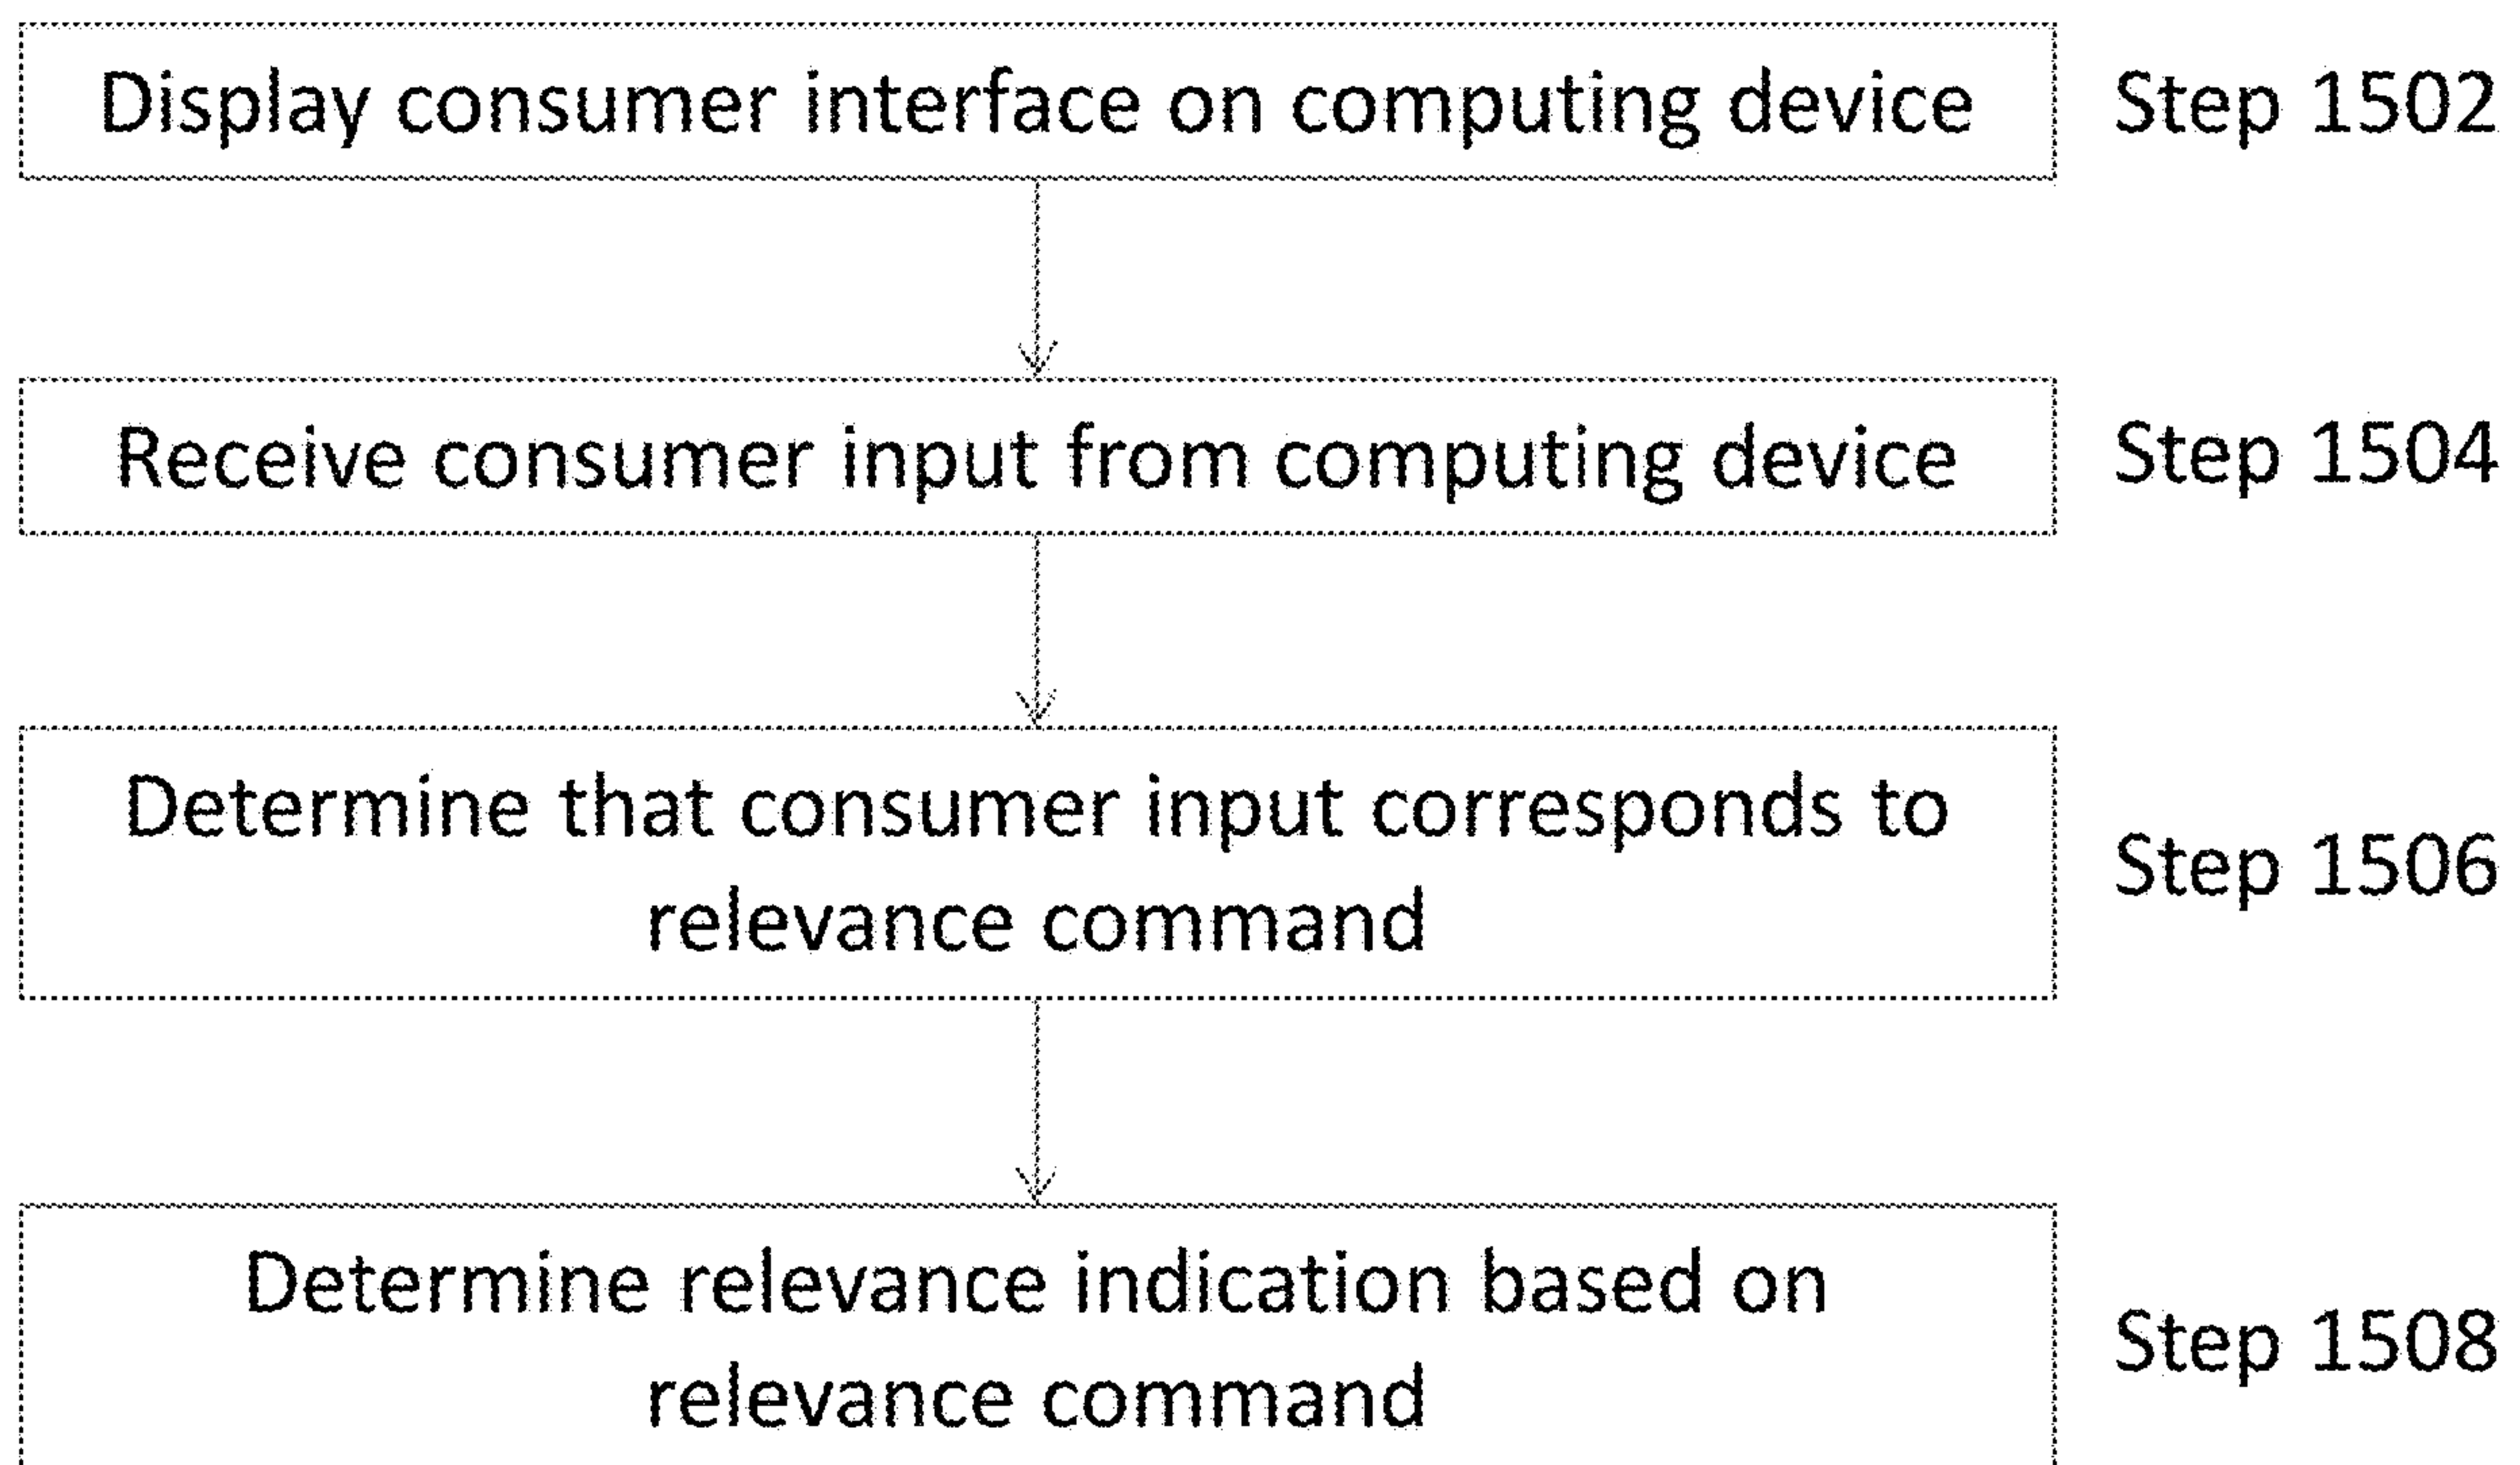 Display consumer interface on computing device
Step 1502
Receive consumer input from computing device
Step 1504
Determine that consumer input corresponds to
relevance command
Step 1506
Determine relevance indication based on
relevance command
Step 1508